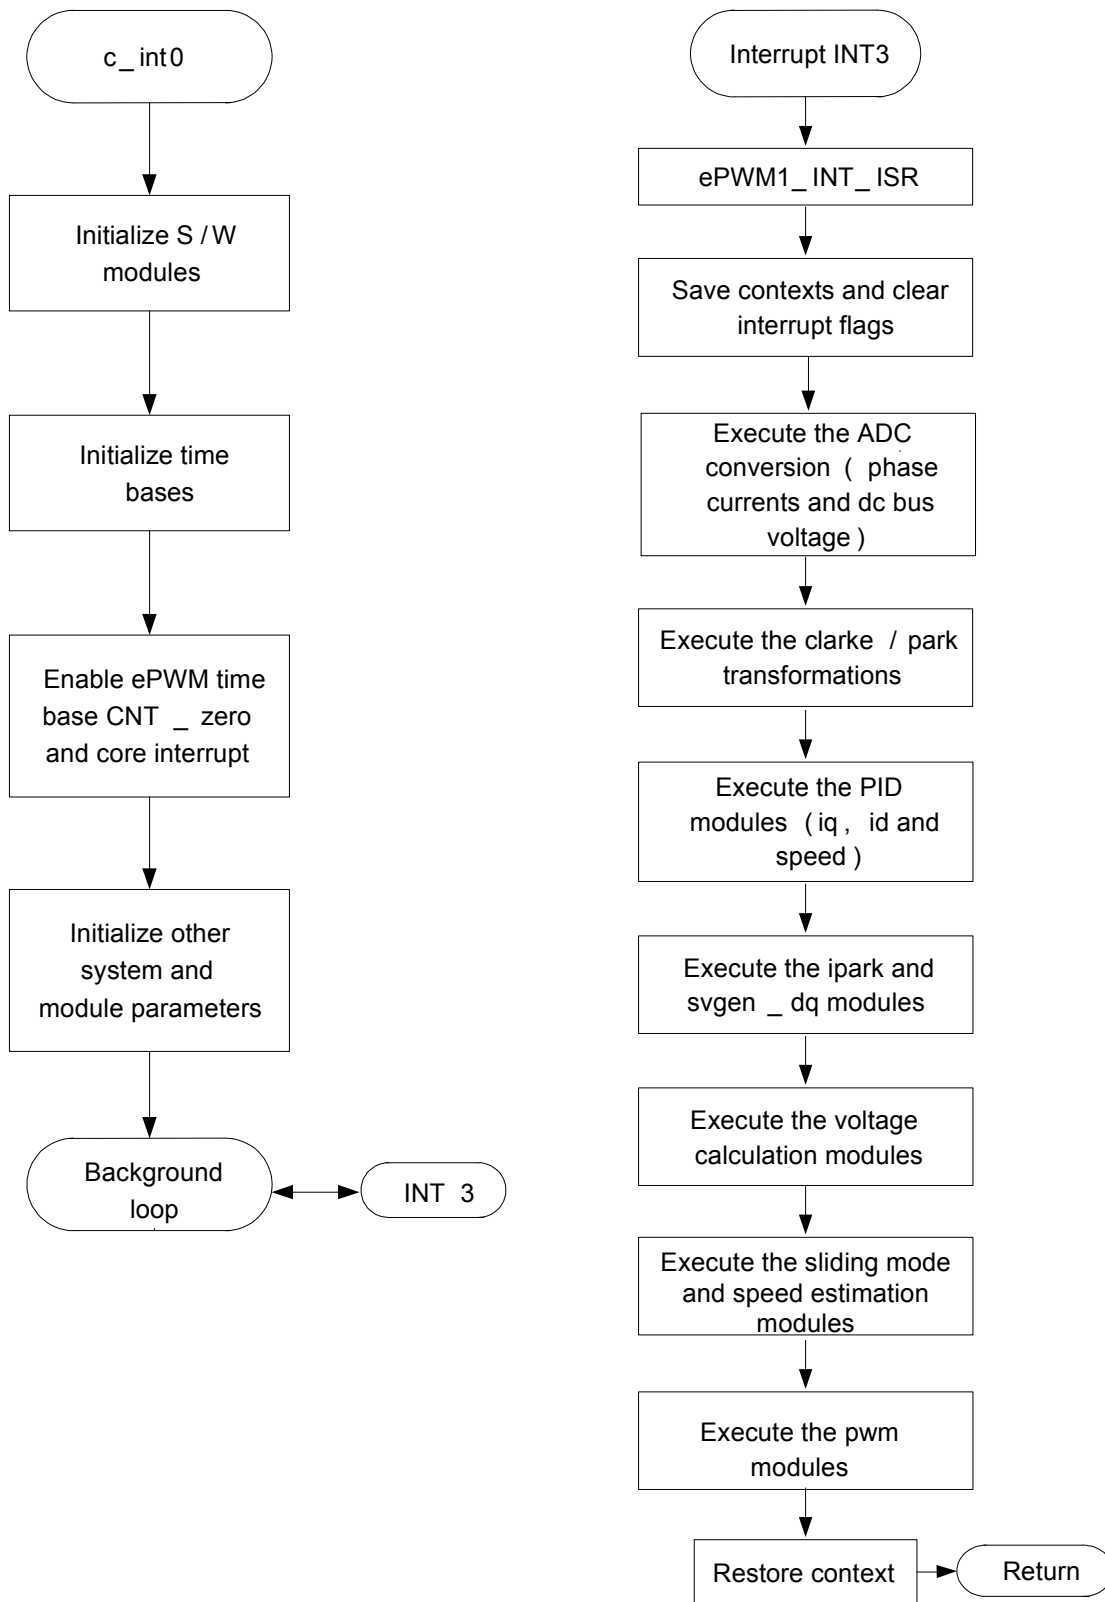 c_int0
Initialize S/W
modules
Initialize time
bases
Enable ePWM time
base CNT _ zero
and core interrupt
Initialize other
system and
module parameters
Background
loop
INT 3
Interrupt INT3
ePWM1_INT_ISR
Save contexts and clear
interrupt flags
Execute the ADC
conversion ( phase
currents and dc bus
voltage)
Execute the clarke / park
transformations
Execute the PID
modules (iq, id and
speed)
Execute the ipark and
svgen _ dq modules
Execute the voltage
calculation modules
Execute the sliding mode
and speed estimation
modules
Execute the pwm
modules
Restore context
Return